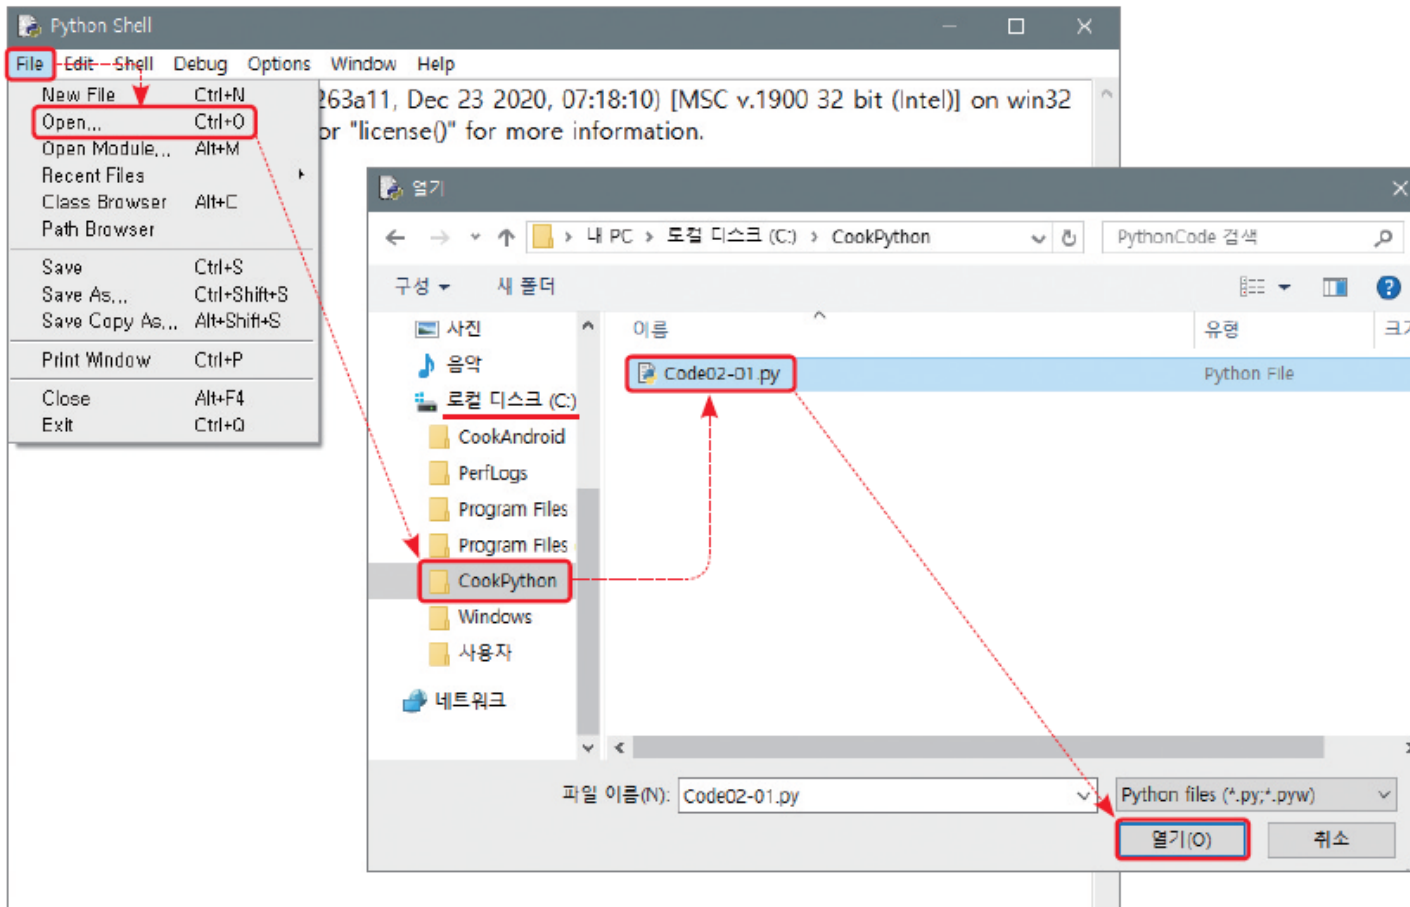 Python Shell
File Edit Shell Debug Options Window Help
New File Ctrl+N
Open... Ctrl+O
Open Module... Alt+M
Recent Files
Class Browser Alt+C
Path Browser
Save Ctrl+S
Save As... Ctrl+Shift+S
Save Copy As... Alt+Shift+S
Print Window Ctrl+P
Close Alt+F4
Exit Ctrl+Q
263a11, Dec 23 2020, 07:18:10) [MSC v.1900 32 bit (Intel)] on win32
or "license()" for more information.
열기
내 PC > 로컬 디스크 (C:) > CookPython
PythonCode 검색
구성 새 폴더
이름 유형 크기
사진
음악
로컬 디스크 (C:)
CookAndroid
PerfLogs
Program Files
Program Files
CookPython
Windows
사용자
네트워크
Code02-01.py Python File
파일 이름(N): Code02-01.py Python files (*.py;*.pyw)
열기(O) 취소